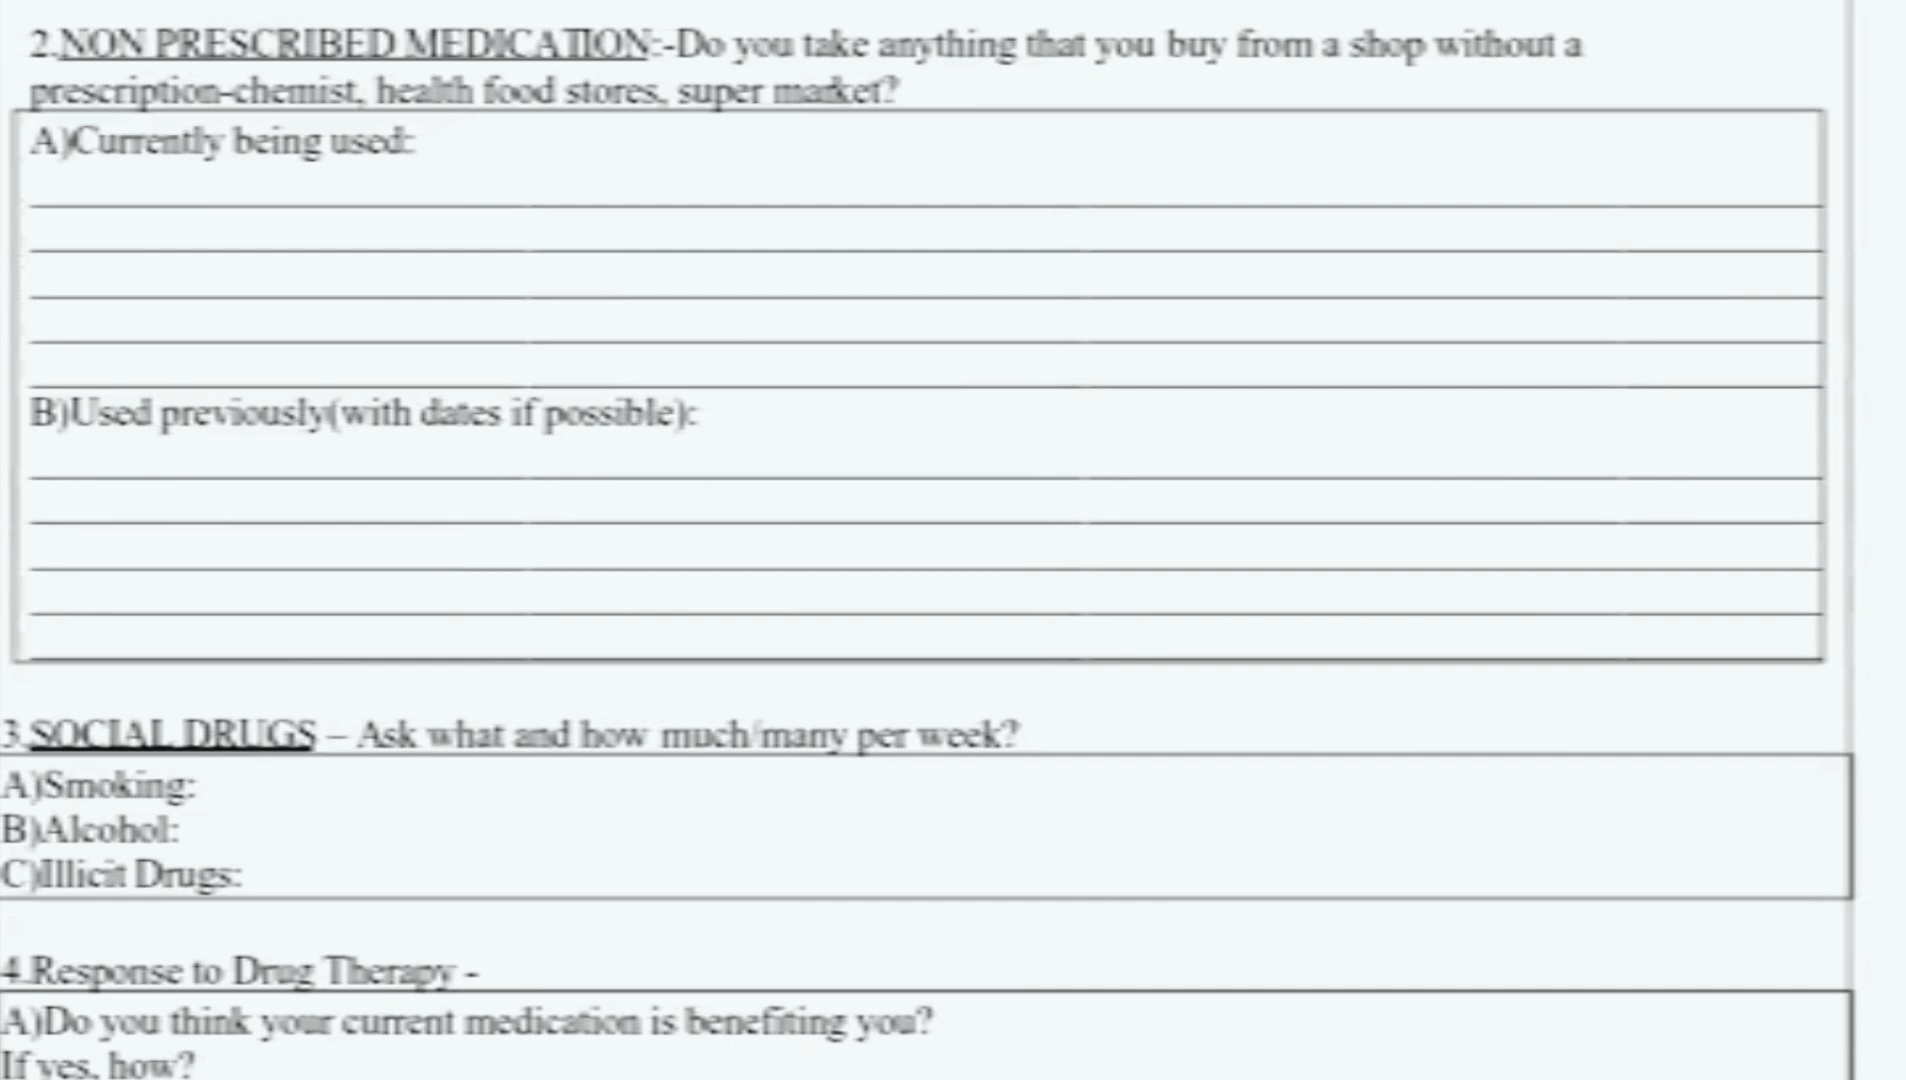 2.NON PRESCRIBED MEDICATION:-Do you take anything that you buy from a shop without a
prescription-chemist, health food stores, super market?
A)Currently being used:
B)Used previously(with dates if possible):
3.SOCIAL DRUGS – Ask what and how much/many per week?
A)Smoking:
B)Alcohol:
C)Illicit Drugs:
4.Response to Drug Therapy -
A)Do you think your current medication is benefiting you?
If yes, how?